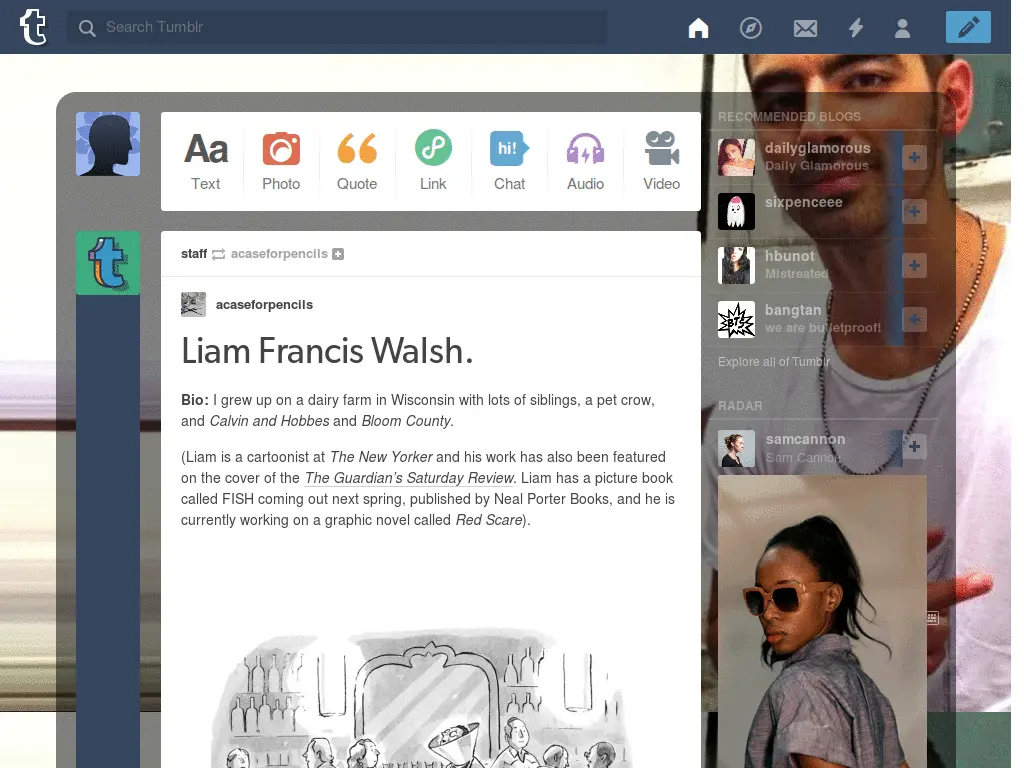 Search Tumblr
Aa
hi!
Text
Photo
Quote
Link
Chat
Audio
Video
staff acaseforpencils
acaseforpencils
Liam Francis Walsh.
Bio: I grew up on a dairy farm in Wisconsin with lots of siblings, a pet crow,
and Calvin and Hobbes and Bloom County.
(Liam is a cartoonist at The New Yorker and his work has also been featured
on the cover of the The Guardian's Saturday Review. Liam has a picture book
called FISH coming out next spring, published by Neal Porter Books, and he is
currently working on a graphic novel called Red Scare).
RECOMMENDED BLOGS
dailyglamorous
Daily Glamorous
sixpenceee
hbunot
Mistreated
BTS
bangtan
we are bulletproof!
Explore all of Tumblr
RADAR
samcannon
Sam Cannon